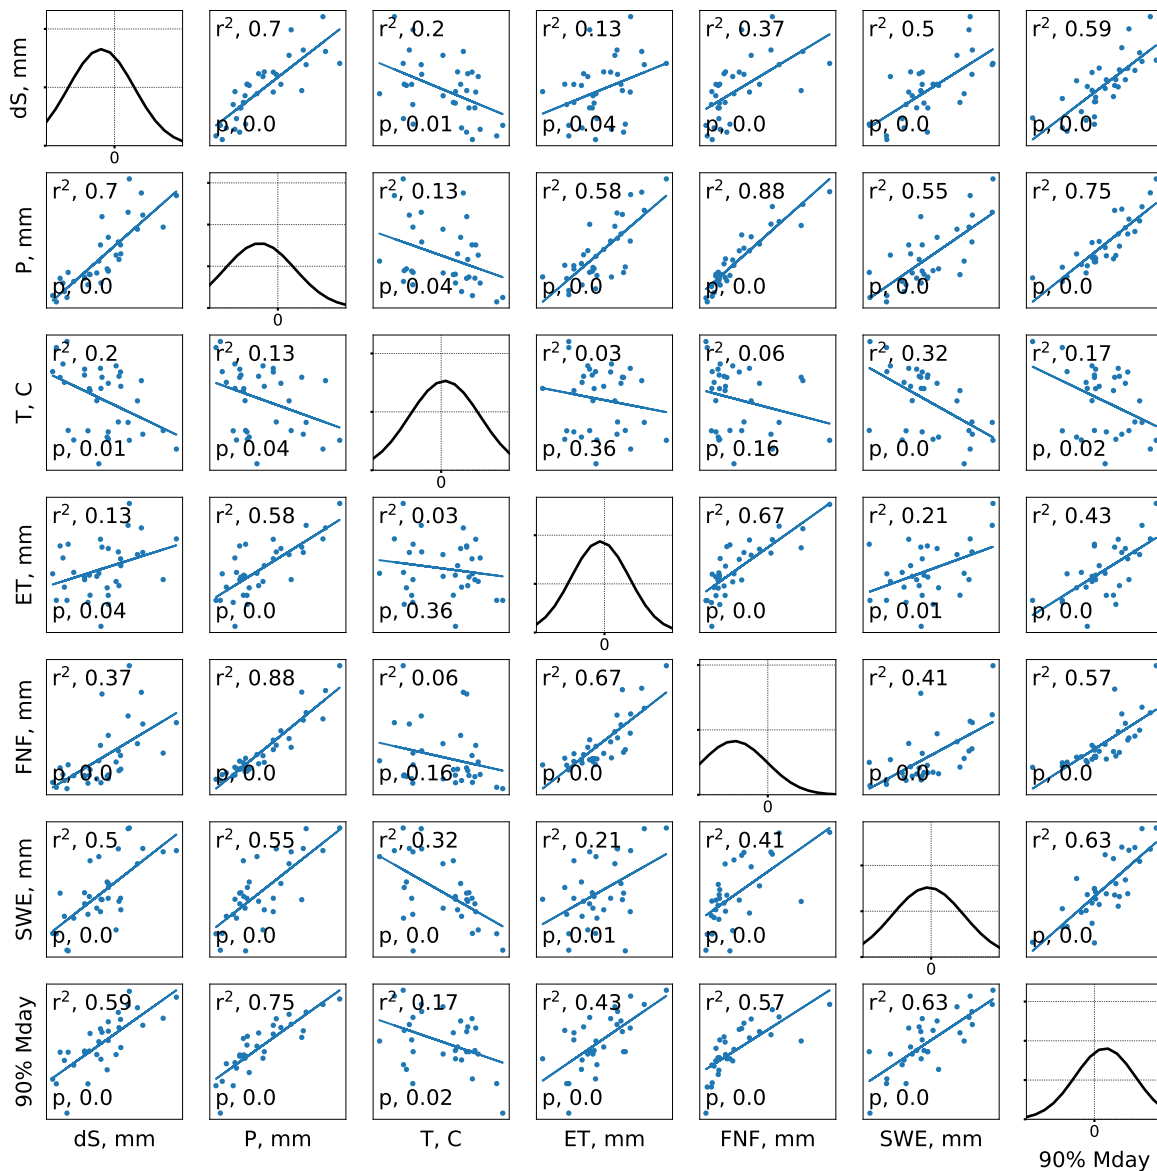 dS, mm
r², 0.7
r², 0.2
r², 0.13
r², 0.37
r², 0.5
r², 0.59
p, 0.0
p, 0.01
p, 0.04
p, 0.0
p, 0.0
p, 0.0
0
P, mm
r², 0.7
r², 0.13
r², 0.58
r², 0.88
r², 0.55
r², 0.75
p, 0.0
p, 0.04
p, 0.0
p, 0.0
p, 0.0
p, 0.0
0
T, C
r², 0.2
r², 0.13
r², 0.03
r², 0.06
r², 0.32
r², 0.17
p, 0.01
p, 0.04
p, 0.36
p, 0.16
p, 0.0
p, 0.02
0
ET, mm
r², 0.13
r², 0.58
r², 0.03
r², 0.67
r², 0.21
r², 0.43
p, 0.04
p, 0.0
p, 0.36
p, 0.0
p, 0.01
p, 0.0
0
FNF, mm
r², 0.37
r², 0.88
r², 0.06
r², 0.67
r², 0.41
r², 0.57
p, 0.0
p, 0.0
p, 0.16
p, 0.0
p, 0.0
p, 0.0
0
SWE, mm
r², 0.5
r², 0.55
r², 0.32
r², 0.21
r², 0.41
r², 0.63
p, 0.0
p, 0.0
p, 0.0
p, 0.01
p, 0.0
p, 0.0
0
90% Mday
r², 0.59
r², 0.75
r², 0.17
r², 0.43
r², 0.57
r², 0.63
p, 0.0
p, 0.0
p, 0.02
p, 0.0
p, 0.0
p, 0.0
0
dS, mm
P, mm
T, C
ET, mm
FNF, mm
SWE, mm
90% Mday